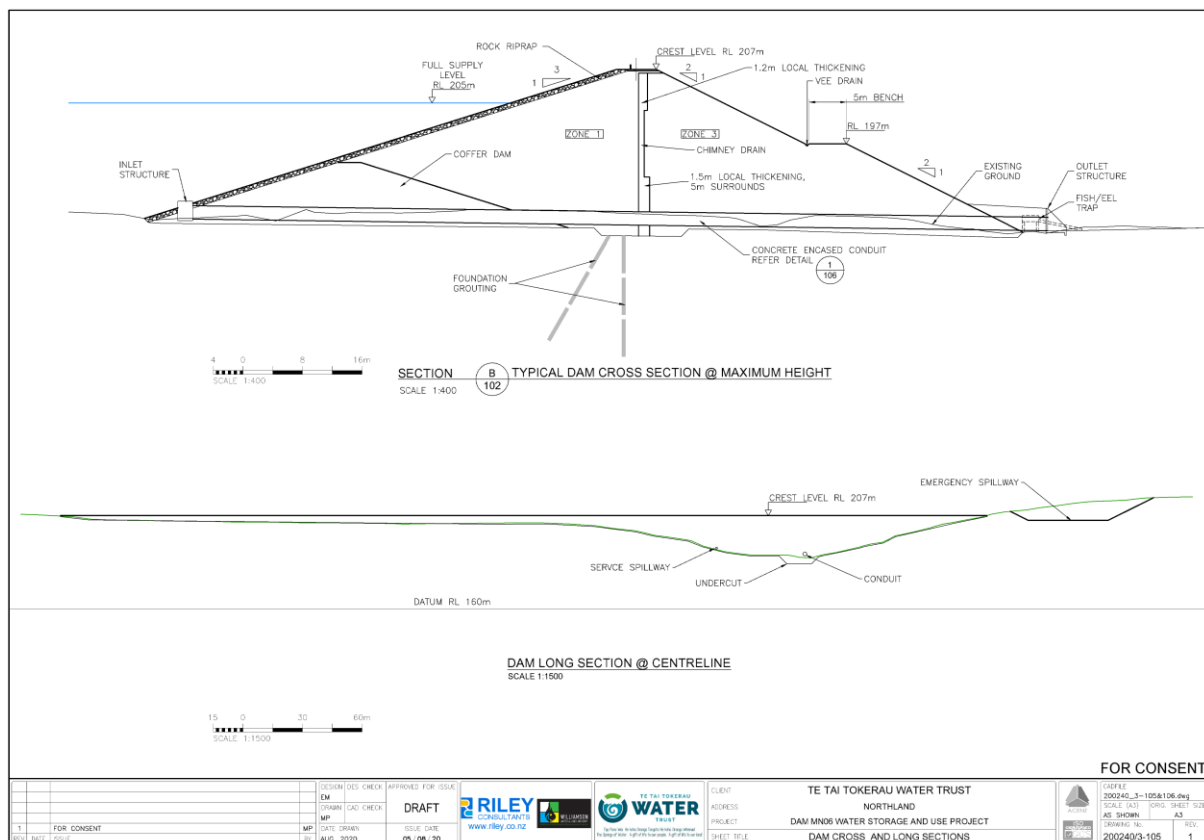 ROCK RIPRAP
FULL SUPPLY
LEVEL
RL 205m
3
1
CREST LEVEL RL 207m
2
1
1.2m LOCAL THICKENING
VEE DRAIN
5m BENCH
RL 197m
ZONE 1
ZONE 3
CHIMNEY DRAIN
COFFER DAM
INLET
STRUCTURE
1.5m LOCAL THICKENING,
5m SURROUNDS
2
1
EXISTING
GROUND
OUTLET
STRUCTURE
FISH/EEL
TRAP
CONCRETE ENCASED CONDUIT
REFER DETAIL
1
106
FOUNDATION
GROUTING
4 0 8 16m
SCALE 1:400
SECTION B 102 TYPICAL DAM CROSS SECTION @ MAXIMUM HEIGHT
SCALE 1:400
CREST LEVEL RL 207m
EMERGENCY SPILLWAY
SERVCE SPILLWAY
UNDERCUT
CONDUIT
DATUM RL 160m
DAM LONG SECTION @ CENTRELINE
SCALE 1:1500
15 0 30 60m
SCALE 1:1500
FOR CONSENT
DESIGN DES CHECK APPROVED FOR ISSUE
EM
DRAWN CAD CHECK DRAFT
MP
1 FOR CONSENT MP DATE DRAWN ISSUE DATE
REV DATE ISSUE BY AUG 2020 05/08/20
RILEY
CONSULTANTS
www.riley.co.nz
WILLIAMSON
TE TAI TOKERAU
WATER
TRUST
CLIENT TE TAI TOKERAU WATER TRUST
ADDRESS NORTHLAND
PROJECT DAM MN06 WATER STORAGE AND USE PROJECT
SHEET TITLE DAM CROSS AND LONG SECTIONS
ACENZ
CADFILE
200240_3-105&106.dwg
SCALE (A3) ORIG. SHEET SIZE
AS SHOWN A3
DRAWING No. REV.
200240/3-105 1